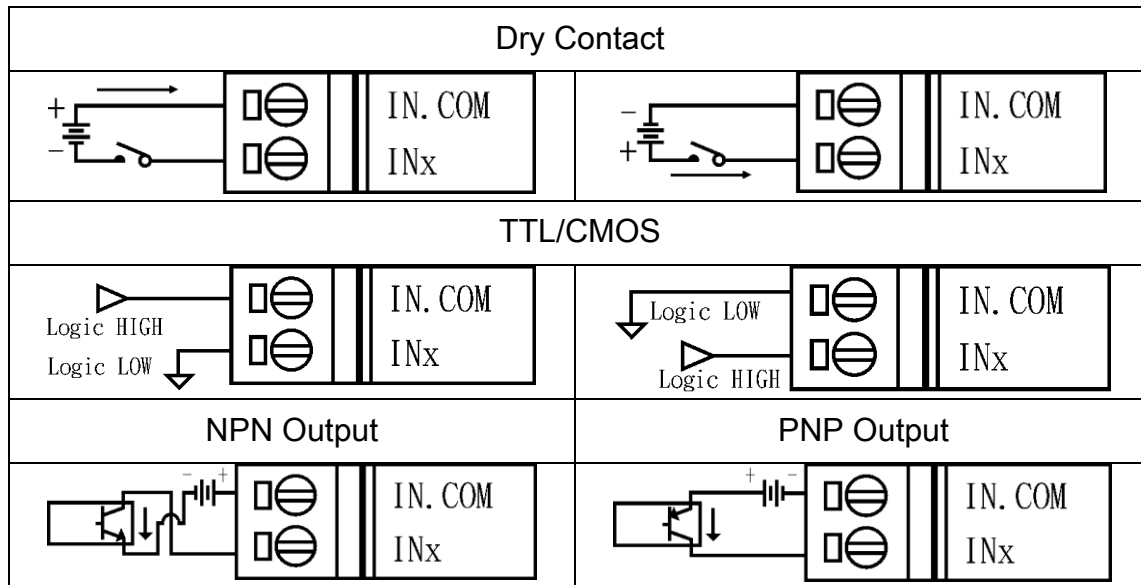 Dry Contact
+
-
IN. COM
INx
-
+
IN. COM
INx
TTL/CMOS
Logic HIGH
Logic LOW
IN. COM
INx
Logic LOW
Logic HIGH
IN. COM
INx
NPN Output
PNP Output
- +
IN. COM
INx
+ -
IN. COM
INx